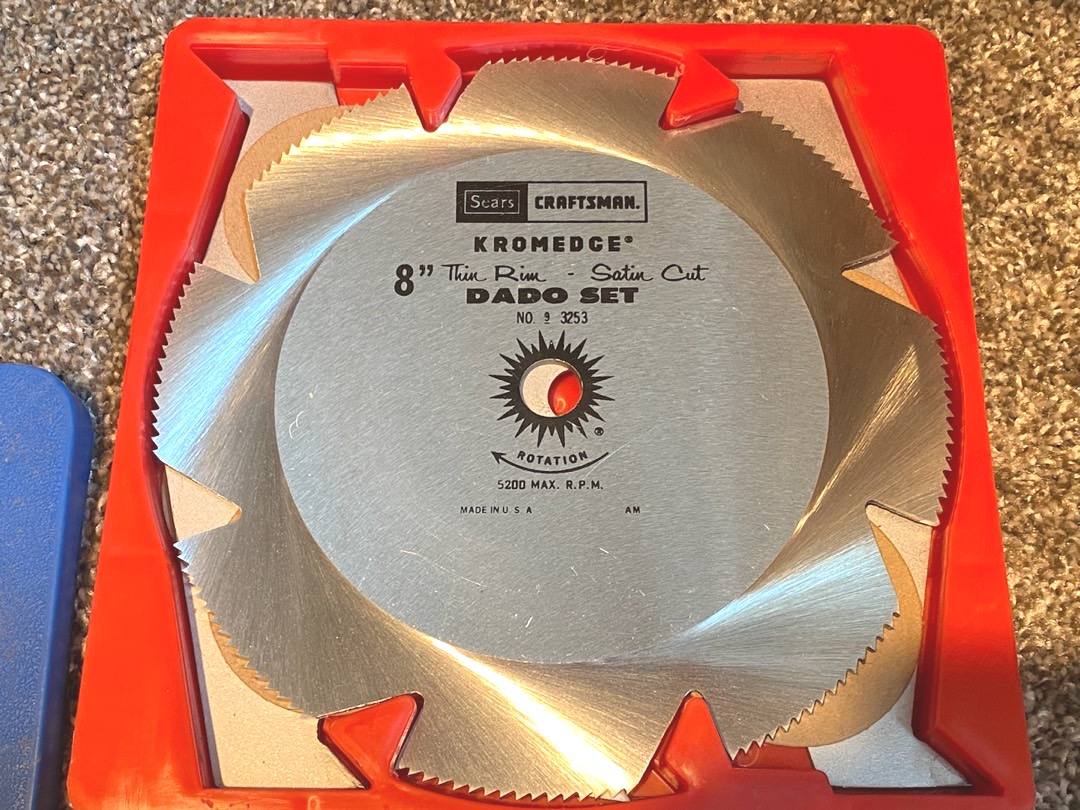 Sears CRAFTSMAN.
KROMEDGE®
8" Thin Rim - Satin Cut
DADO SET
NO. 9 3253
®
ROTATION
5200 MAX. R.P.M.
MADE IN U.S.A AM